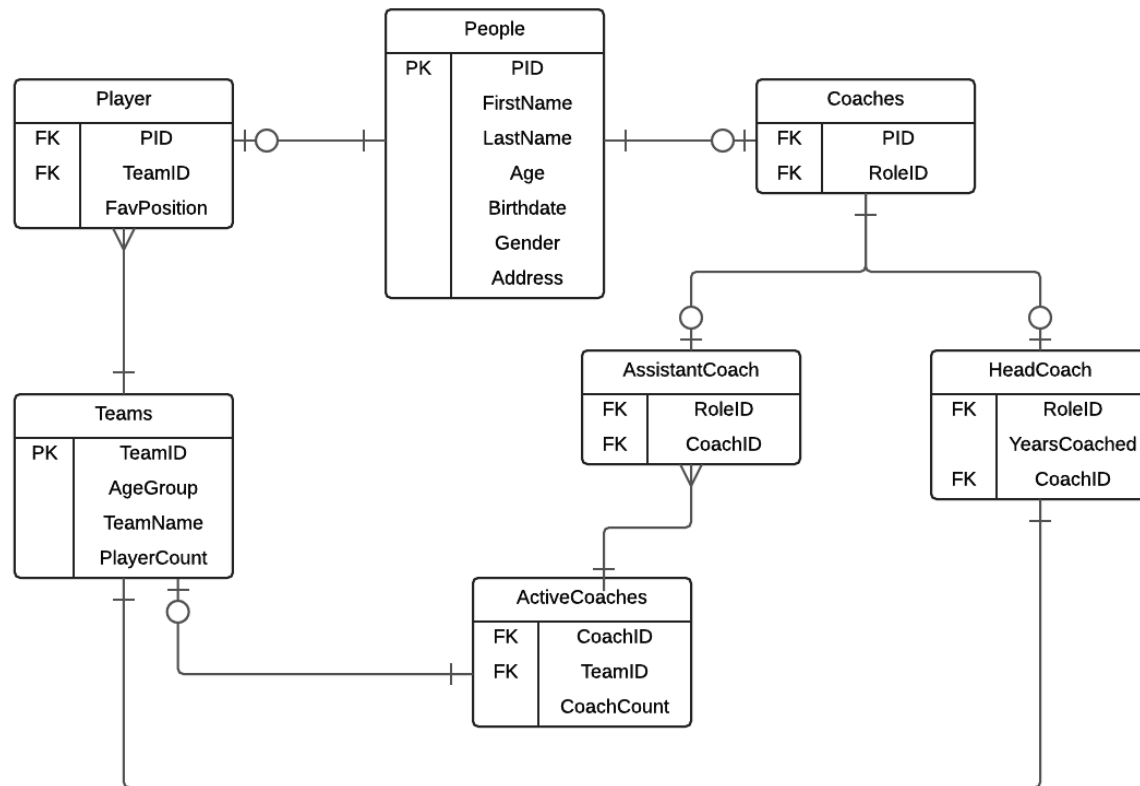 People
PK PID
FirstName
LastName
Age
Birthdate
Gender
Address
Player
FK PID
FK TeamID
FavPosition
Coaches
FK PID
FK RoleID
AssistantCoach
FK RoleID
FK CoachID
HeadCoach
FK RoleID
YearsCoached
FK CoachID
Teams
PK TeamID
AgeGroup
TeamName
PlayerCount
ActiveCoaches
FK CoachID
FK TeamID
CoachCount